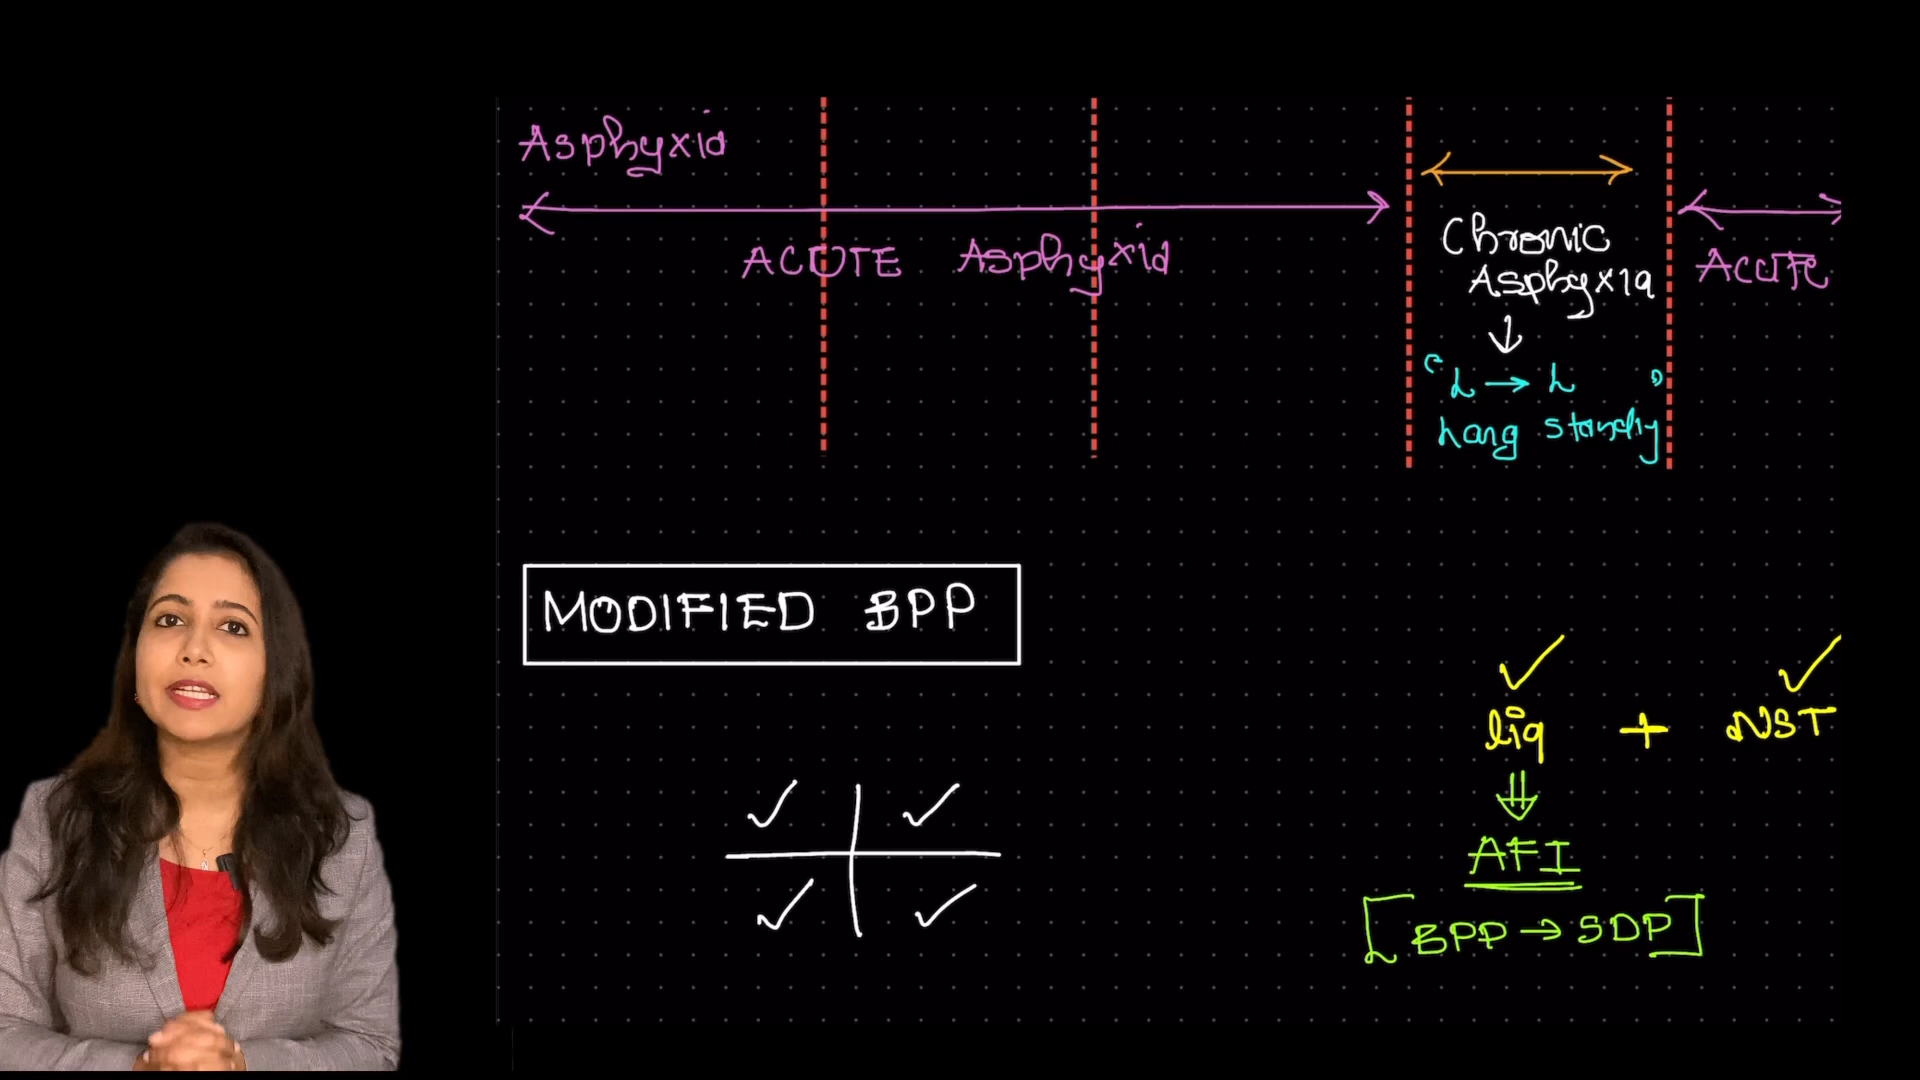 Asphyxia
ACUTE Asphyxia
Chronic
Asphyxia
ACUTE
"L → L"
Long standing
MODIFIED BPP
liq + NST
AFI
[BPP → SDP]